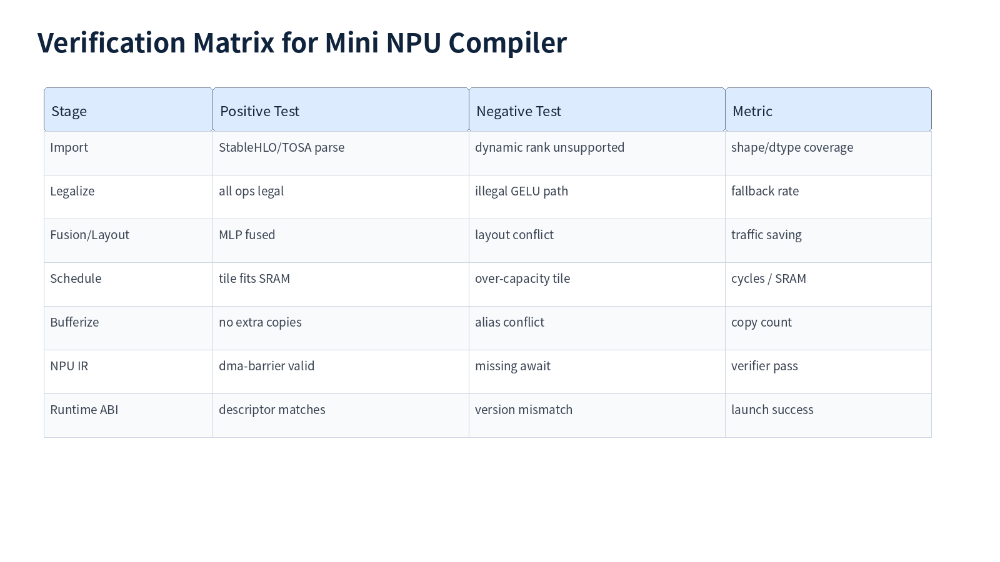 Verification Matrix for Mini NPU Compiler
Stage Positive Test Negative Test Metric
Import StableHLO/TOSA parse dynamic rank unsupported shape/dtype coverage
Legalize all ops legal illegal GELU path fallback rate
Fusion/Layout MLP fused layout conflict traffic saving
Schedule tile fits SRAM over-capacity tile cycles / SRAM
Bufferize no extra copies alias conflict copy count
NPU IR dma-barrier valid missing await verifier pass
Runtime ABI descriptor matches version mismatch launch success